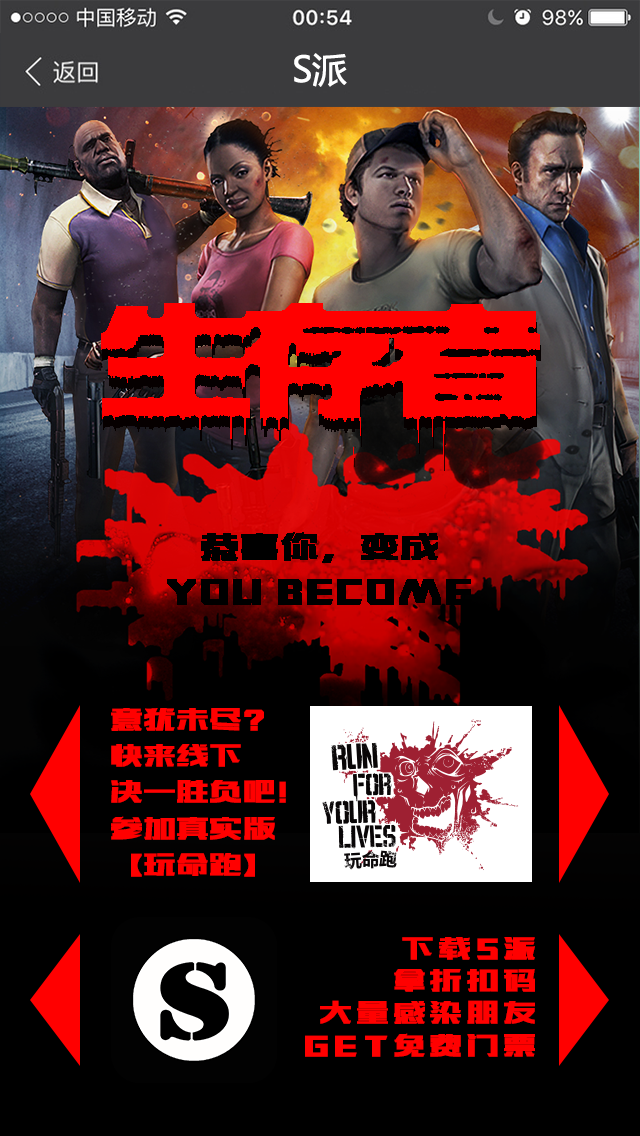 中国移动 00:54 98%
返回 S派
生存者
恭喜你，变成
YOU BECOME
意犹未尽？
快来线下
决一胜负吧！
参加真实版
【玩命跑】
RUN
FOR
YOUR
LIVES
玩命跑
S
下载S派
拿折扣码
大量感染朋友
GET免费门票